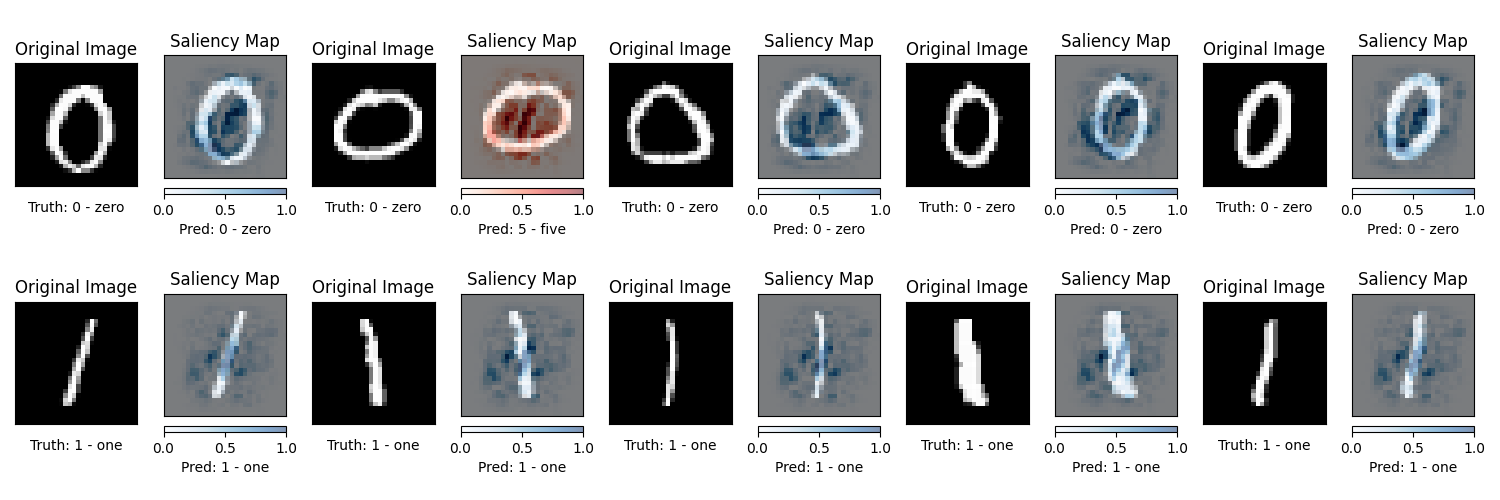 Original Image Saliency Map Original Image Saliency Map Original Image Saliency Map Original Image Saliency Map Original Image Saliency Map
0.0 0.5 1.0 0.0 0.5 1.0 0.0 0.5 1.0 0.0 0.5 1.0 0.0 0.5 1.0
Truth: 0 - zero Truth: 0 - zero Truth: 0 - zero Truth: 0 - zero Truth: 0 - zero
Pred: 0 - zero Pred: 5 - five Pred: 0 - zero Pred: 0 - zero Pred: 0 - zero
Original Image Saliency Map Original Image Saliency Map Original Image Saliency Map Original Image Saliency Map Original Image Saliency Map
Truth: 1 - one Truth: 1 - one Truth: 1 - one Truth: 1 - one Truth: 1 - one
0.0 0.5 1.0 0.0 0.5 1.0 0.0 0.5 1.0 0.0 0.5 1.0 0.0 0.5 1.0
Pred: 1 - one Pred: 1 - one Pred: 1 - one Pred: 1 - one Pred: 1 - one